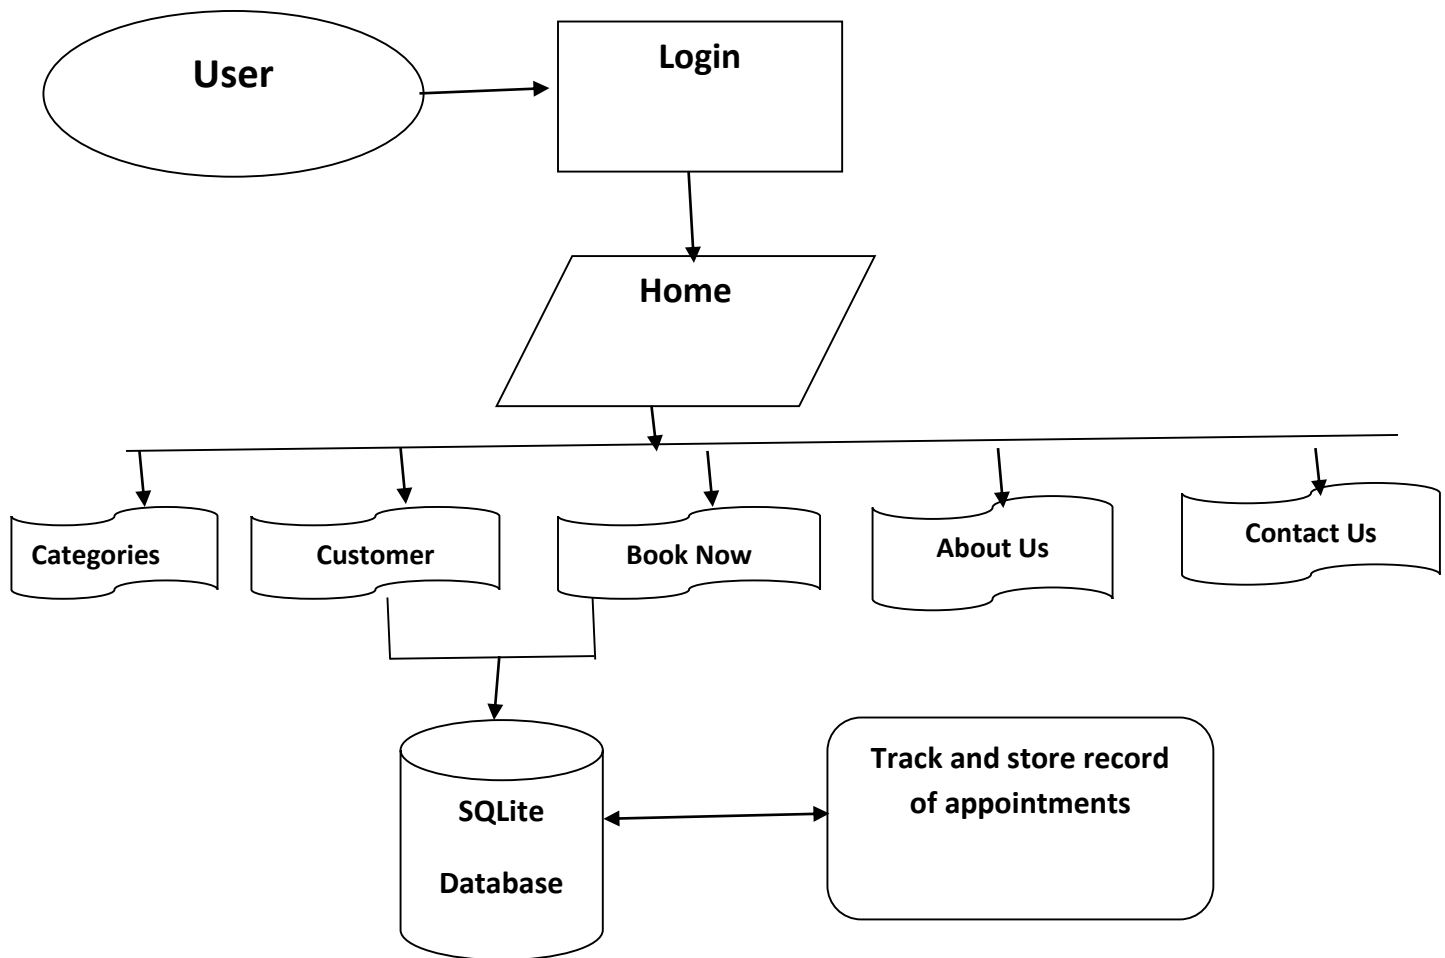 User
Login
Home
Categories
Customer
Book Now
About Us
Contact Us
SQLite
Database
Track and store record
of appointments